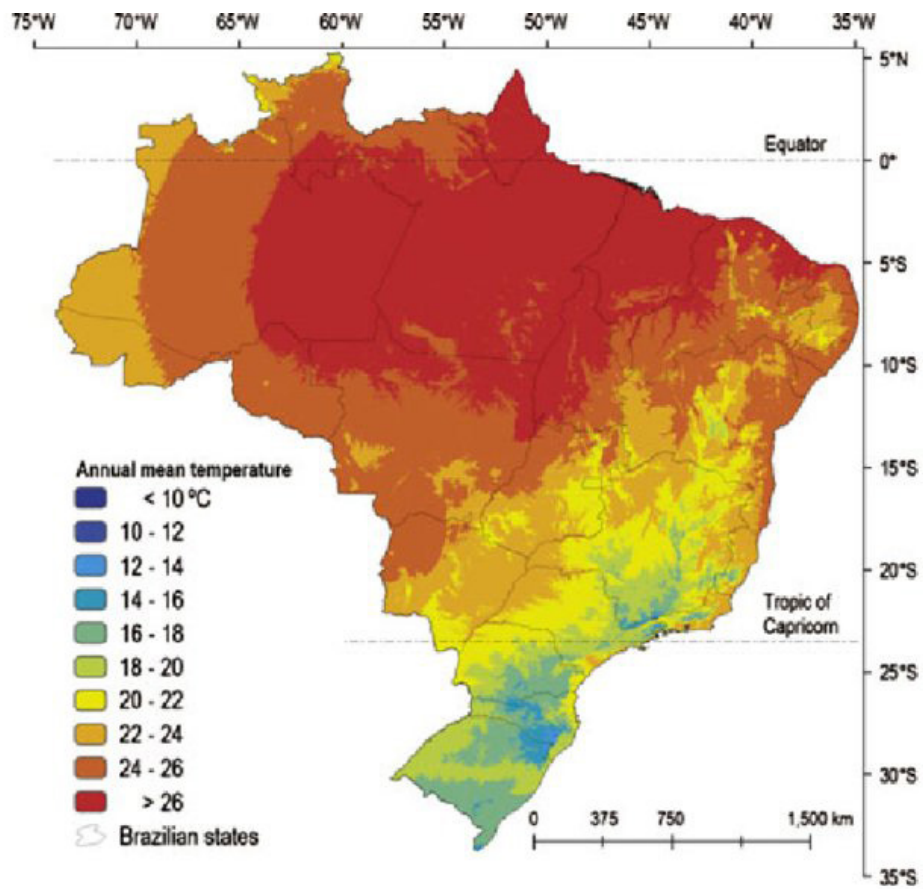 75°W 70°W 65°W 60°W 55°W 50°W 45°W 40°W 35°W
5°N
Equator
0°
5°S
10°S
15°S
Annual mean temperature
< 10 ºC
10 - 12
12 - 14
14 - 16
16 - 18
18 - 20
20 - 22
22 - 24
24 - 26
> 26
Brazilian states
20°S
Tropic of
Capricorn
25°S
30°S
0 375 750 1,500 km
35°S